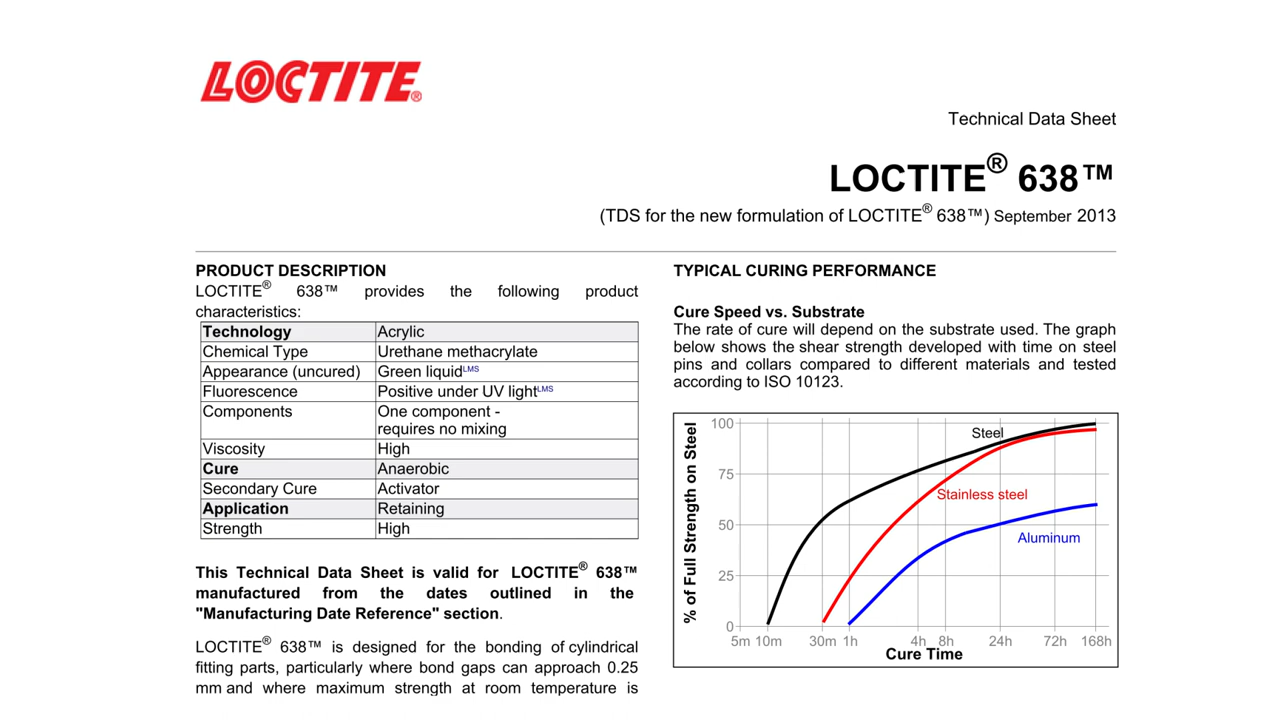 LOCTITE®
Technical Data Sheet
LOCTITE® 638™
(TDS for the new formulation of LOCTITE® 638™) September 2013
PRODUCT DESCRIPTION
LOCTITE® 638™ provides the following product
characteristics:
Technology Acrylic
Chemical Type Urethane methacrylate
Appearance (uncured) Green liquidLMS
Fluorescence Positive under UV lightLMS
Components One component -
requires no mixing
Viscosity High
Cure Anaerobic
Secondary Cure Activator
Application Retaining
Strength High
This Technical Data Sheet is valid for LOCTITE® 638™
manufactured from the dates outlined in the
"Manufacturing Date Reference" section.
LOCTITE® 638™ is designed for the bonding of cylindrical
fitting parts, particularly where bond gaps can approach 0.25
mm and where maximum strength at room temperature is
TYPICAL CURING PERFORMANCE
Cure Speed vs. Substrate
The rate of cure will depend on the substrate used. The graph
below shows the shear strength developed with time on steel
pins and collars compared to different materials and tested
according to ISO 10123.
% of Full Strength on Steel
100
75
50
25
0
Steel
Stainless steel
Aluminum
5m 10m 30m 1h 4h 8h 24h 72h 168h
Cure Time